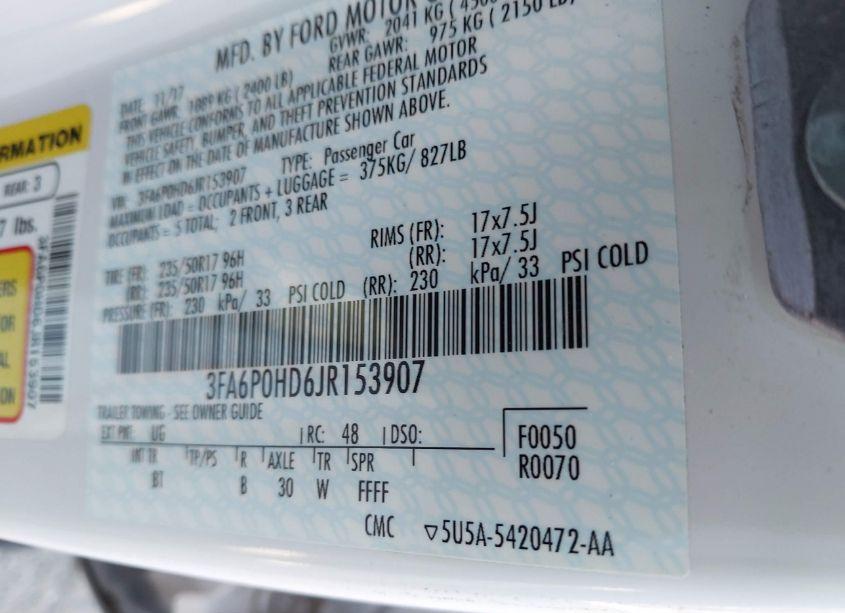 MFD. BY FORD MOTOR
DATE: 11/17 GVWR: 2041 KG (
FRONT GAWR: 1089 KG ( 2400 LB) REAR GAWR: 975 KG ( 2150 LB)
THIS VEHICLE CONFORMS TO ALL APPLICABLE FEDERAL MOTOR
VEHICLE SAFETY, BUMPER, AND THEFT PREVENTION STANDARDS
IN EFFECT ON THE DATE OF MANUFACTURE SHOWN ABOVE.
VIN: 3FA6P0HD6JR153907 TYPE: Passenger Car
MAXIMUM LOAD = OCCUPANTS + LUGGAGE = 375KG/ 827LB
OCCUPANTS = 5 TOTAL; 2 FRONT, 3 REAR
RIMS (FR): 17x7.5J
(RR): 17x7.5J
TIRE (FR): 235/50R17 96H
(RR): 235/50R17 96H
PRESSURE (FR): 230 kPa/ 33 PSI COLD (RR): 230 kPa/ 33 PSI COLD
3FA6P0HD6JR153907
TRAILER TOWING - SEE OWNER GUIDE
EXT PNT: UG RC: 48 DSO:
INT TR TP/PS R AXLE TR SPR
BT B 30 W FFFF
F0050
R0070
CMC ▽5U5A-5420472-AA
RMATION
REAR: 3
7 lbs.
ERS
OR
AL
ON